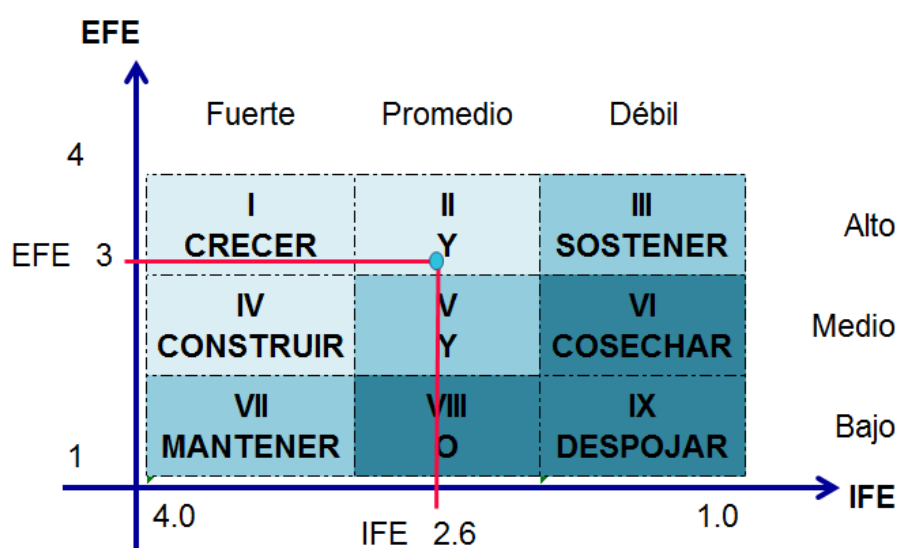 EFE
Fuerte Promedio Débil
4
I II III
CRECER Y SOSTENER
Alto
EFE 3
IV V VI
CONSTRUIR Y COSECHAR
Medio
VII VIII IX
MANTENER O DESPOJAR
Bajo
1
4.0 IFE 2.6 1.0
IFE